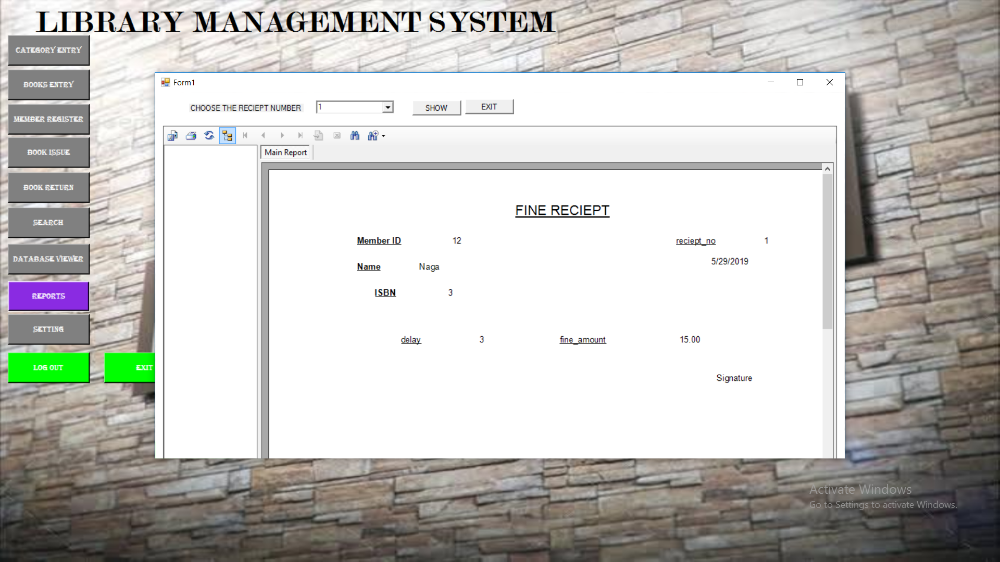 LIBRARY MANAGEMENT SYSTEM
CATEGORY ENTRY
BOOKS ENTRY
MEMBER REGISTER
BOOK ISSUE
BOOK RETURN
SEARCH
DATABASE VIEWER
REPORTS
SETTING
LOG OUT
EXIT
Form1
CHOOSE THE RECIEPT NUMBER 1 SHOW EXIT
Main Report
FINE RECIEPT
Member ID 12 reciept_no 1
5/29/2019
Name Naga
ISBN 3
delay 3 fine_amount 15.00
Signature
Activate Windows
Go to Settings to activate Windows.